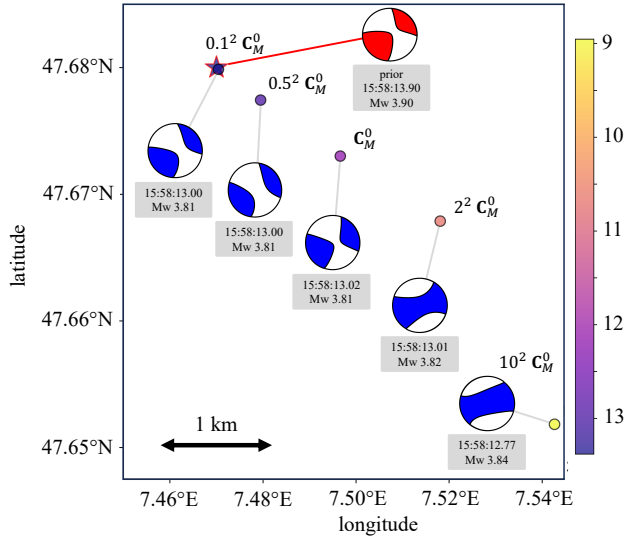 0.1² C⁰_M
prior
15:58:13.90
Mw 3.90
0.5² C⁰_M
15:58:13.00
Mw 3.81
15:58:13.00
Mw 3.81
C⁰_M
15:58:13.02
Mw 3.81
2² C⁰_M
15:58:13.01
Mw 3.82
10² C⁰_M
15:58:12.77
Mw 3.84
1 km
47.68°N
47.67°N
47.66°N
47.65°N
latitude
7.46°E 7.48°E 7.50°E 7.52°E 7.54°E
longitude
9
10
11
12
13